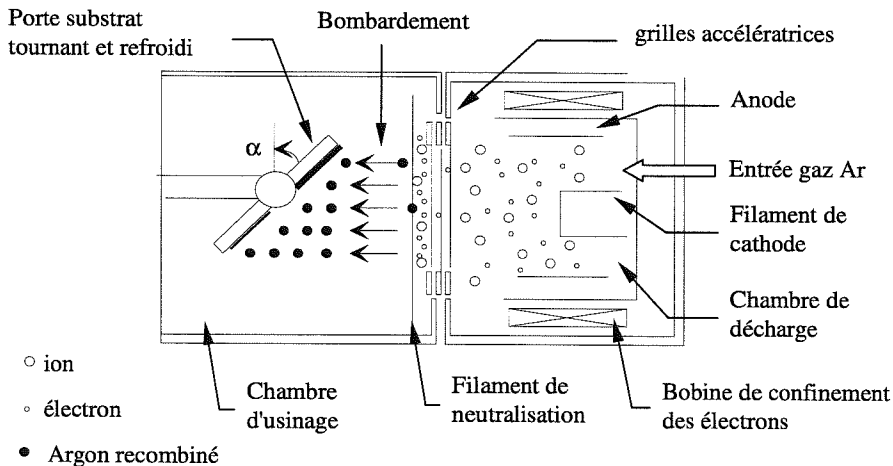 Porte substrat
tournant et refroidi
Bombardement
grilles accélératrices
Anode
α
Entrée gaz Ar
Filament de
cathode
Chambre de
décharge
ion
électron
Argon recombiné
Chambre
d'usinage
Filament de
neutralisation
Bobine de confinement
des électrons